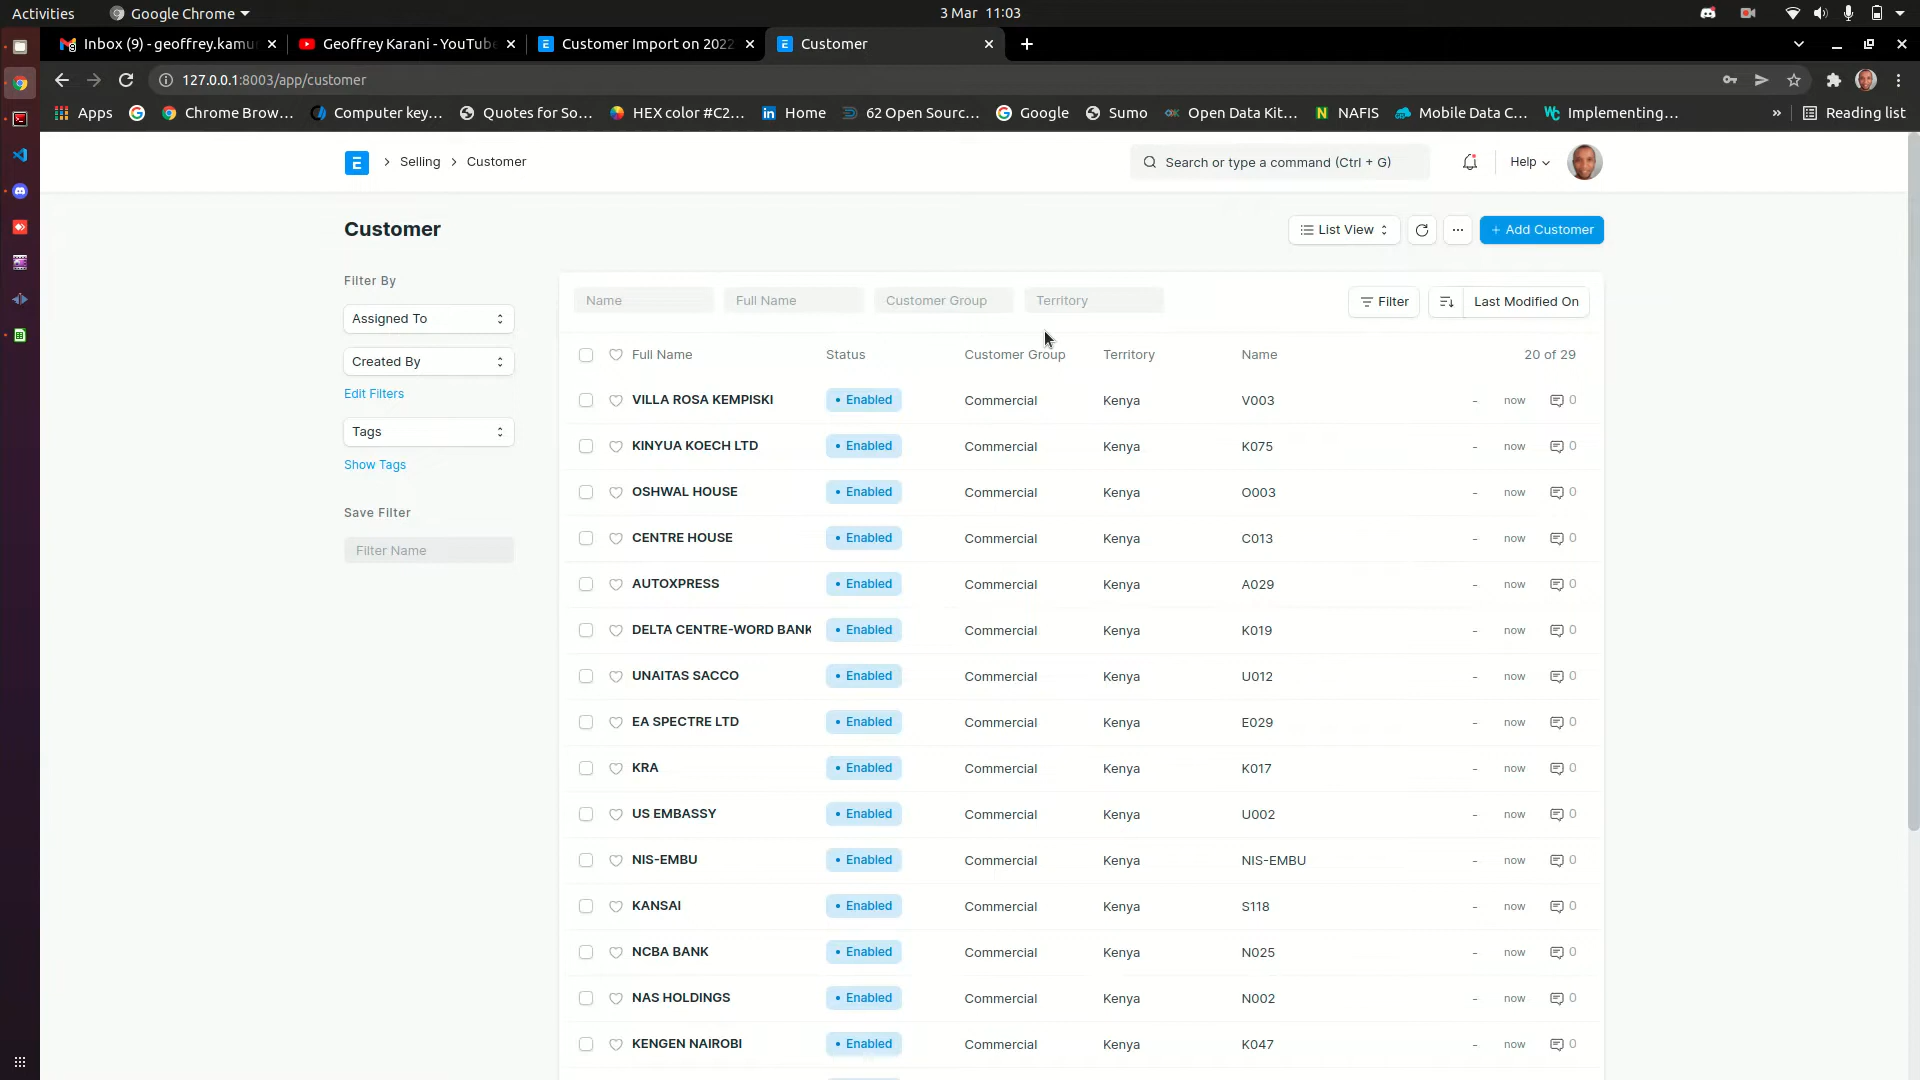 Activities
Google Chrome
3 Mar 11:03
Inbox (9) - geoffrey.kamu
Geoffrey Karani - YouTube
Customer Import on 2022
Customer
127.0.0.1:8003/app/customer
Apps
Chrome Brow...
Computer key...
Quotes for So...
HEX color #C2...
Home
62 Open Sourc...
Google
Sumo
Open Data Kit...
NAFIS
Mobile Data C...
Implementing...
»
Reading list
E
Selling
Customer
Search or type a command (Ctrl + G)
Help
Customer
List View
...
+ Add Customer
Filter By
Assigned To
Created By
Edit Filters
Tags
Show Tags
Save Filter
Filter Name
Name
Full Name
Customer Group
Territory
Filter
Last Modified On
Full Name Status Customer Group Territory Name 20 of 29
VILLA ROSA KEMPISKI Enabled Commercial Kenya V003 - now 0
KINYUA KOECH LTD Enabled Commercial Kenya K075 - now 0
OSHWAL HOUSE Enabled Commercial Kenya O003 - now 0
CENTRE HOUSE Enabled Commercial Kenya C013 - now 0
AUTOXPRESS Enabled Commercial Kenya A029 - now 0
DELTA CENTRE-WORD BANK Enabled Commercial Kenya K019 - now 0
UNAITAS SACCO Enabled Commercial Kenya U012 - now 0
EA SPECTRE LTD Enabled Commercial Kenya E029 - now 0
KRA Enabled Commercial Kenya K017 - now 0
US EMBASSY Enabled Commercial Kenya U002 - now 0
NIS-EMBU Enabled Commercial Kenya NIS-EMBU - now 0
KANSAI Enabled Commercial Kenya S118 - now 0
NCBA BANK Enabled Commercial Kenya N025 - now 0
NAS HOLDINGS Enabled Commercial Kenya N002 - now 0
KENGEN NAIROBI Enabled Commercial Kenya K047 - now 0